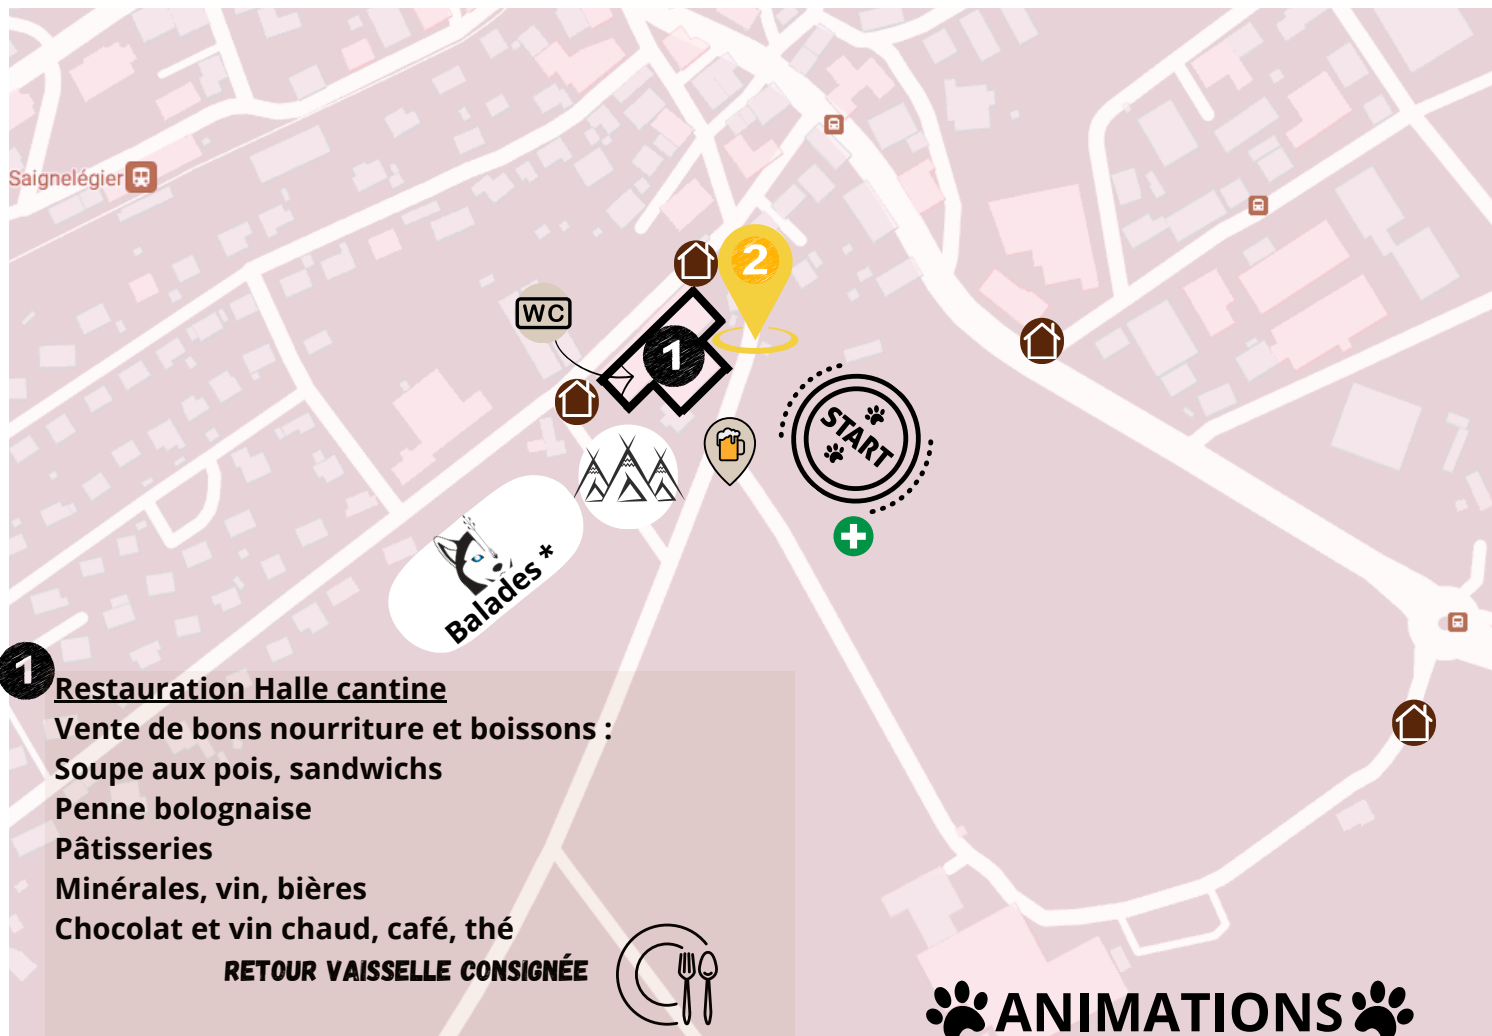 Saignelégier
2
WC
1
START
Balades *
1
Restauration Halle cantine
Vente de bons nourriture et boissons :
Soupe aux pois, sandwichs
Penne bolognaise
Pâtisseries
Minérales, vin, bières
Chocolat et vin chaud, café, thé
RETOUR VAISSELLE CONSIGNÉE
ANIMATIONS